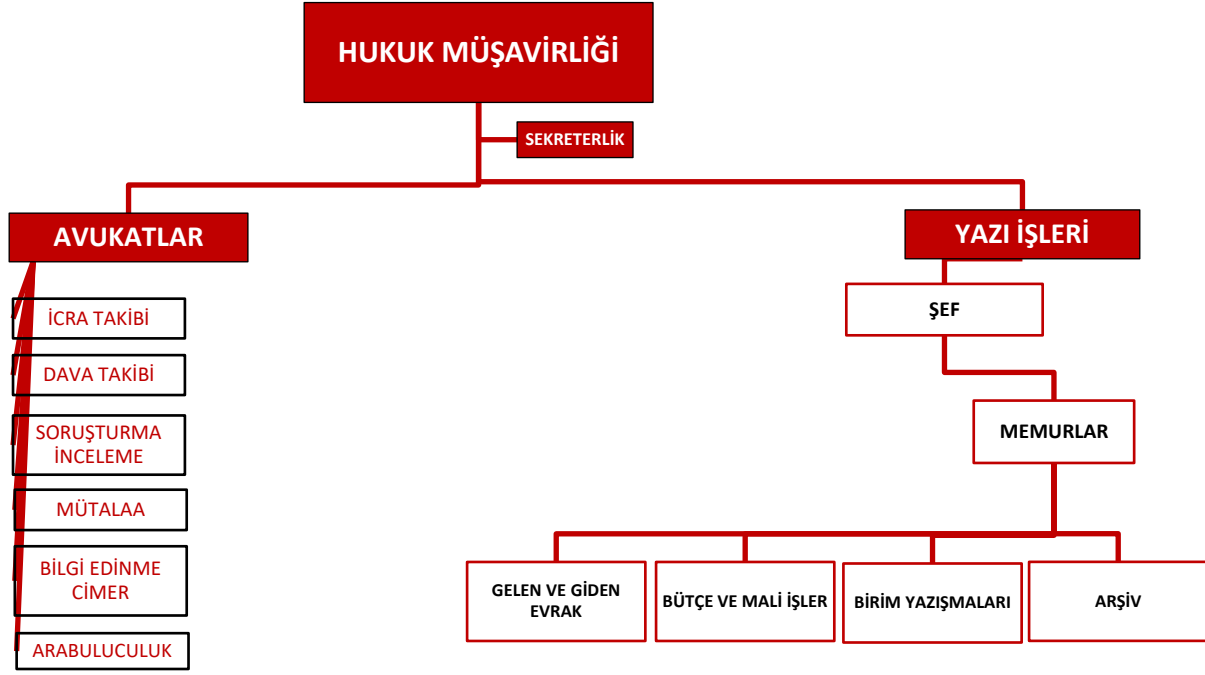 HUKUK MÜŞAVİRLİĞİ
SEKRETERLİK
AVUKATLAR
YAZI İŞLERİ
İCRA TAKİBİ
DAVA TAKİBİ
SORUŞTURMA
İNCELEME
MÜTALAA
BİLGİ EDİNME
CİMER
ARABULUCULUK
ŞEF
MEMURLAR
GELEN VE GİDEN
EVRAK
BÜTÇE VE MALİ İŞLER
BİRİM YAZIŞMALARI
ARŞİV